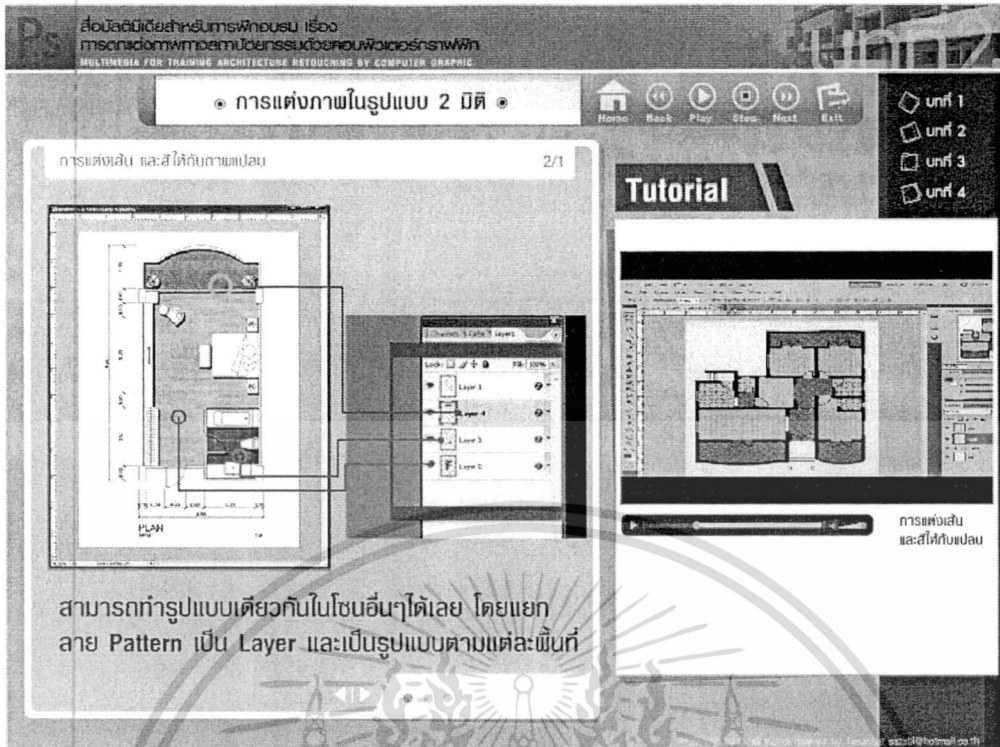 Ps
สื่อมัลติมีเดียสำหรับการฝึกอบรม เรื่อง
การตกแต่งภาพทางสถาปัตยกรรมด้วยคอมพิวเตอร์กราฟฟิก
MULTIMEDIA FOR TRAINING ARCHITECTURE RETOUCHING BY COMPUTER GRAPHIC
บทที่2
การแต่งภาพในรูปแบบ 2 มิติ
Home Back Play Stop Next Exit
บทที่ 1
บทที่ 2
บทที่ 3
บทที่ 4
การแต่งเส้น และสีให้กับภาพแปลน 2/1
Tutorial
Layers
Lock: Fill: 100%
Layer 4
PLAN
การแต่งเส้น
และสีให้กับแปลน
สามารถทำรูปแบบเดียวกันในโซนอื่นๆได้เลย โดยแยก
ลาย Pattern เป็น Layer และเป็นรูปแบบตามแต่ละพื้นที่